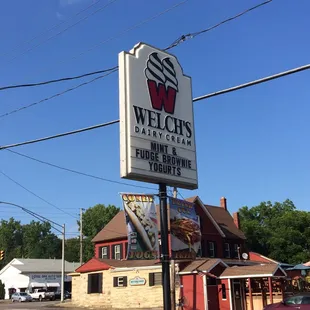 W
WELCH'S
DAIRY CREAM
MINT &
FUDGE BROWNIE
YOGURTS